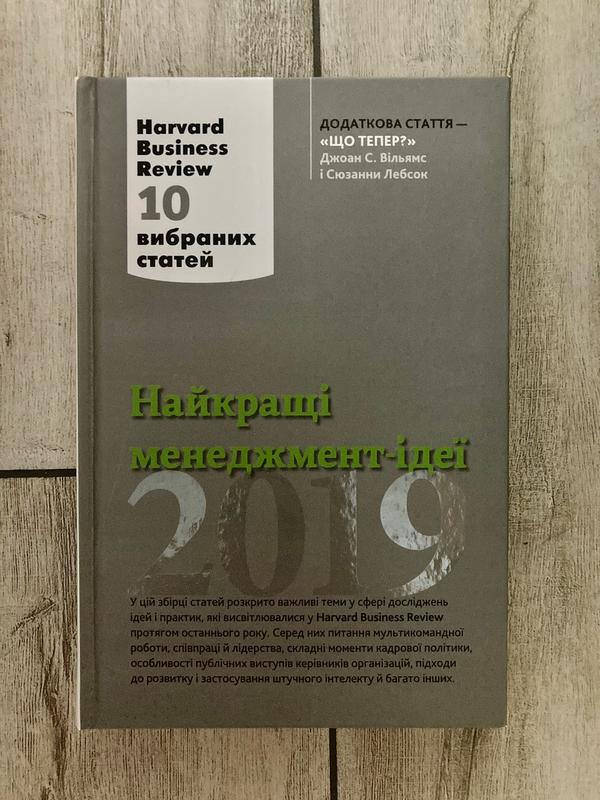 Harvard
Business
Review
10
вибраних
статей
ДОДАТКОВА СТАТТЯ —
«ЩО ТЕПЕР?»
Джоан С. Вільямс
і Сюзанни Лебсок
Найкращі
менеджмент-ідеї
2019
У цій збірці статей розкрито важливі теми у сфері досліджень
ідей і практик, які висвітлювалися у Harvard Business Review
протягом останнього року. Серед них питання мультикомандної
роботи, співпраці й лідерства, складні моменти кадрової політики,
особливості публічних виступів керівників організацій, підходи
до розвитку і застосування штучного інтелекту й багато інших.